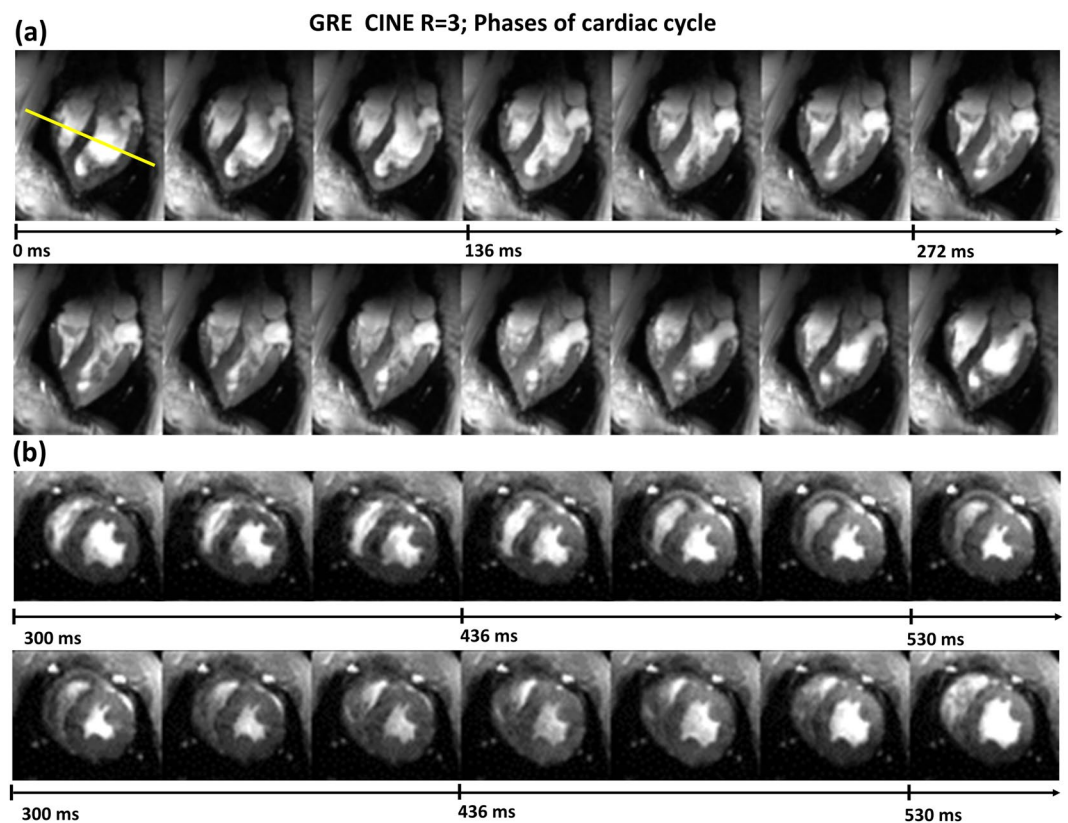 GRE CINE R=3; Phases of cardiac cycle
(a)
0 ms 136 ms 272 ms
(b)
300 ms 436 ms 530 ms
300 ms 436 ms 530 ms